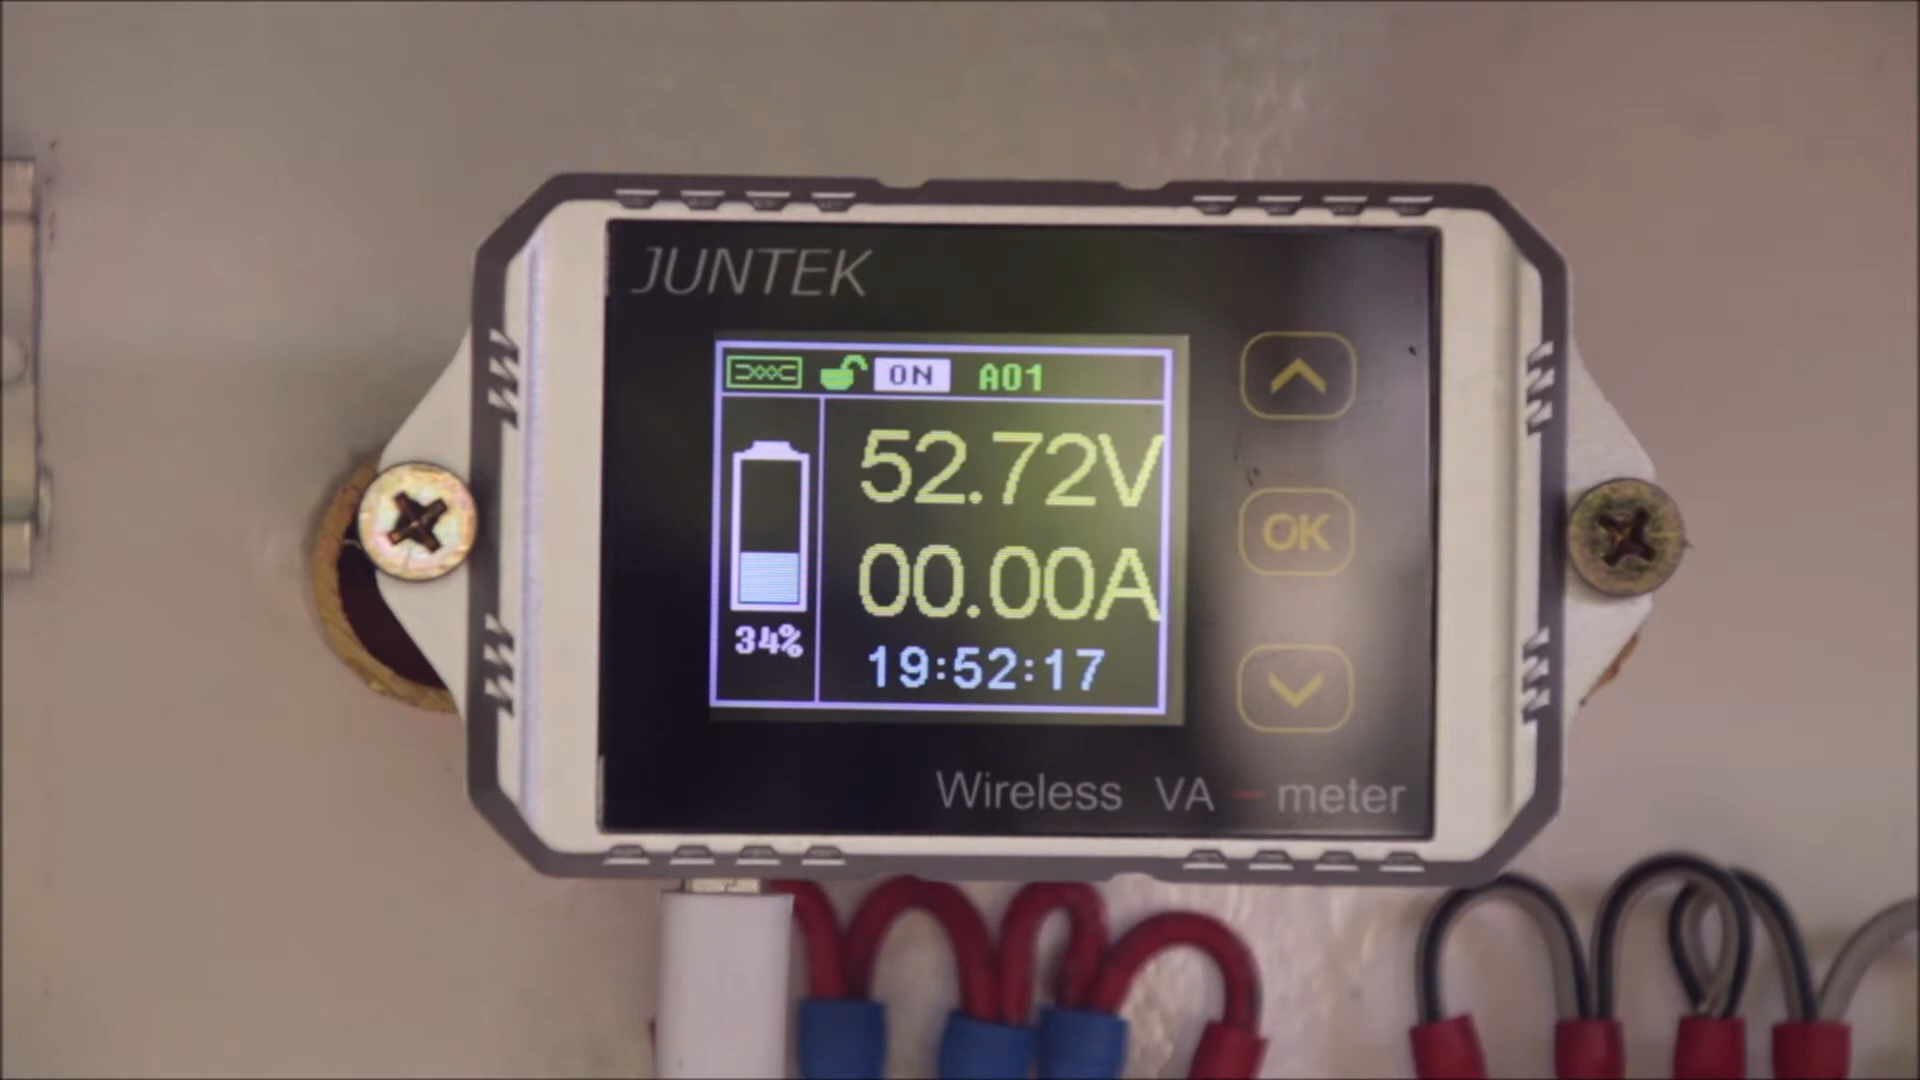 JUNTEK
ON A01
52.72V
00.00A
34%
19:52:17
OK
Wireless VA - meter